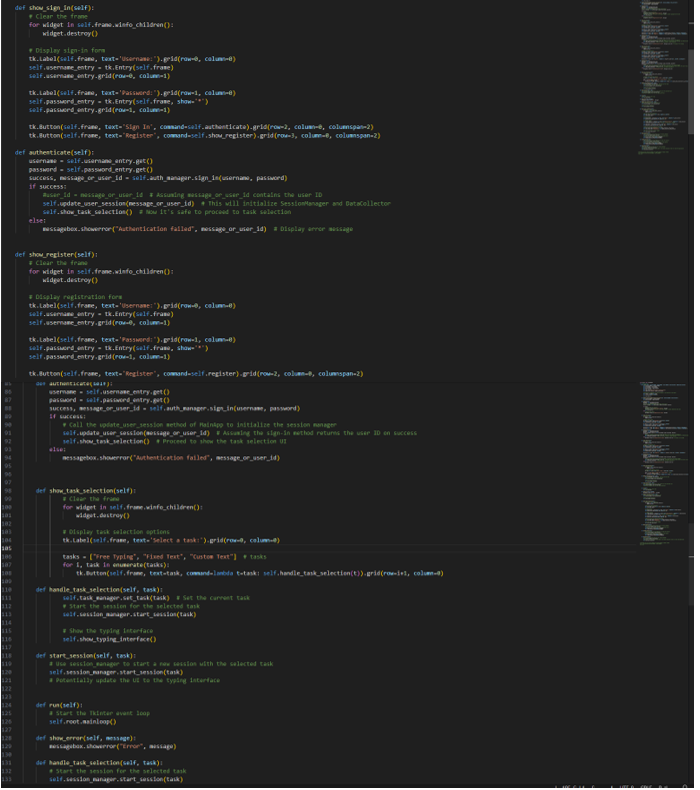 def show_sign_in(self):
# Clear the frame
for widget in self.frame.winfo_children():
widget.destroy()
# Display sign-in form
tk.Label(self.frame, text='Username:').grid(row=0, column=0)
self.username_entry = tk.Entry(self.frame)
self.username_entry.grid(row=0, column=1)
tk.Label(self.frame, text='Password:').grid(row=1, column=0)
self.password_entry = tk.Entry(self.frame, show='*')
self.password_entry.grid(row=1, column=1)
tk.Button(self.frame, text='Sign In', command=self.authenticate).grid(row=2, column=0, columnspan=2)
tk.Button(self.frame, text='Register', command=self.show_register).grid(row=3, column=0, columnspan=2)
def authenticate(self):
username = self.username_entry.get()
password = self.password_entry.get()
success, message_or_user_id = self.auth_manager.sign_in(username, password)
if success:
#user_id = message_or_user_id # Assuming message_or_user_id contains the user ID
self.update_user_session(message_or_user_id) # This will initialize SessionManager and DataCollector
self.show_task_selection() # Now it's safe to proceed to task selection
else:
messagebox.showerror("Authentication Failed", message_or_user_id) # Display error message
def show_register(self):
# Clear the frame
for widget in self.frame.winfo_children():
widget.destroy()
# Display registration form
tk.Label(self.frame, text='Username:').grid(row=0, column=0)
self.username_entry = tk.Entry(self.frame)
self.username_entry.grid(row=0, column=1)
tk.Label(self.frame, text='Password:').grid(row=1, column=0)
self.password_entry = tk.Entry(self.frame, show='*')
self.password_entry.grid(row=1, column=1)
tk.Button(self.frame, text='Register', command=self.register).grid(row=2, column=0, columnspan=2)
85 def authenticate(self):
86 username = self.username_entry.get()
87 password = self.password_entry.get()
88 success, message_or_user_id = self.auth_manager.sign_in(username, password)
89 if success:
90 # Call the update_user_session method of MainApp to initialize the session manager
91 self.update_user_session(message_or_user_id) # Assuming the sign-in method returns the user ID on success
92 self.show_task_selection() # Proceed to show the task selection UI
93 else:
94 messagebox.showerror("Authentication Failed", message_or_user_id)
95
96
97
98 def show_task_selection(self):
99 # Clear the frame
100 for widget in self.frame.winfo_children():
101 widget.destroy()
102
103 # Display task selection options
104 tk.Label(self.frame, text='Select a task:').grid(row=0, column=0)
105
106 tasks = ["Free Typing", "Fixed Text", "Custom Text"] # tasks
107 for i, task in enumerate(tasks):
108 tk.Button(self.frame, text=task, command=lambda t=task: self.handle_task_selection(t)).grid(row=i+1, column=0)
109
110 def handle_task_selection(self, task):
111 self.task_manager.set_task(task) # Set the current task
112 # Start the session for the selected task
113 self.session_manager.start_session(task)
114
115 # Show the typing interface
116 self.show_typing_interface()
117
118 def start_session(self, task):
119 # Use session_manager to start a new session with the selected task
120 self.session_manager.start_session(task)
121 # Potentially update the UI to the typing interface
122
123
124 def run(self):
125 # Start the Tkinter event loop
126 self.root.mainloop()
127
128 def show_error(self, message):
129 messagebox.showerror("Error", message)
130
131 def handle_task_selection(self, task):
132 # Start the session for the selected task
133 self.session_manager.start_session(task)